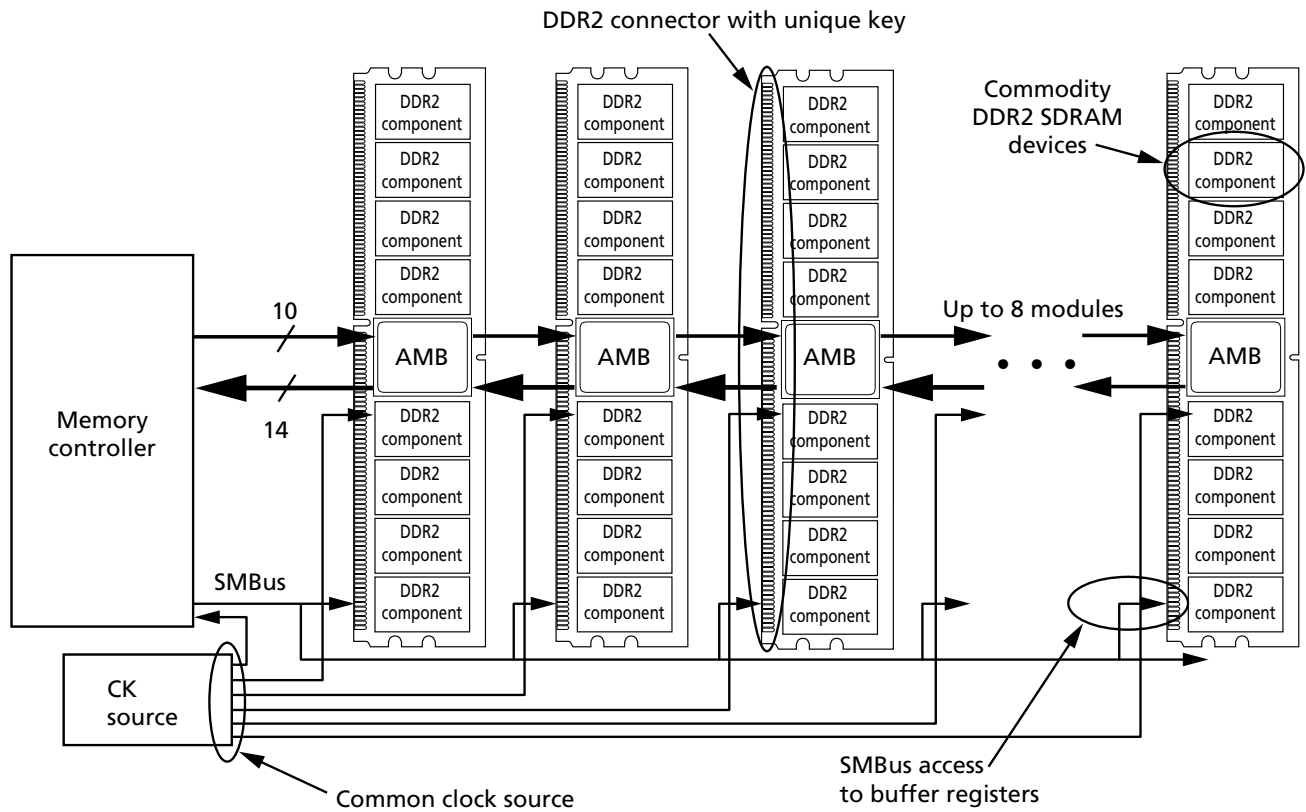 DDR2 connector with unique key
Commodity
DDR2 SDRAM
devices
DDR2
component
DDR2
component
DDR2
component
DDR2
component
AMB
DDR2
component
DDR2
component
DDR2
component
DDR2
component
DDR2
component
DDR2
component
DDR2
component
DDR2
component
AMB
DDR2
component
DDR2
component
DDR2
component
DDR2
component
DDR2
component
DDR2
component
DDR2
component
DDR2
component
AMB
DDR2
component
DDR2
component
DDR2
component
DDR2
component
DDR2
component
DDR2
component
DDR2
component
DDR2
component
AMB
DDR2
component
DDR2
component
DDR2
component
DDR2
component
Up to 8 modules
10
14
Memory
controller
SMBus
CK
source
Common clock source
SMBus access
to buffer registers